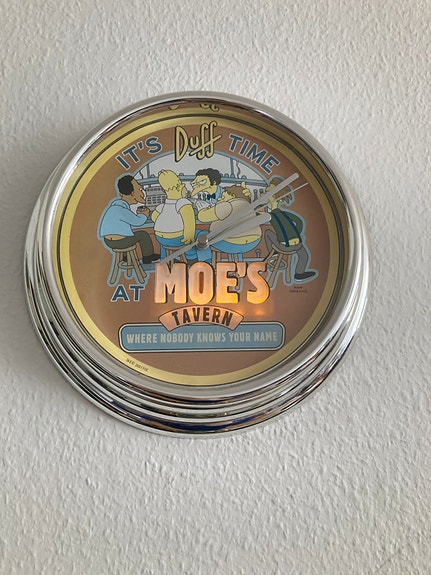 IT'S Duff TIME
AT MOE'S
TAVERN
WHERE NOBODY KNOWS YOUR NAME